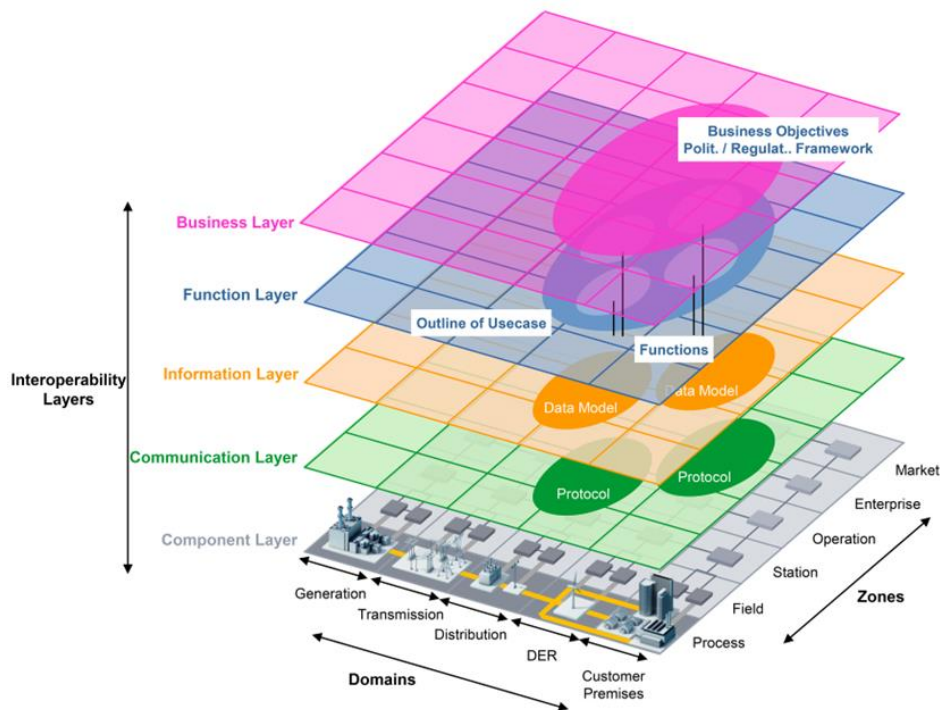 Business Objectives
Polit. / Regulat.. Framework
Business Layer
Function Layer
Outline of Usecase
Functions
Interoperability
Layers
Information Layer
Data Model
Data Model
Communication Layer
Protocol
Protocol
Component Layer
Market
Enterprise
Operation
Station
Field
Process
Zones
Generation
Transmission
Distribution
DER
Customer
Premises
Domains